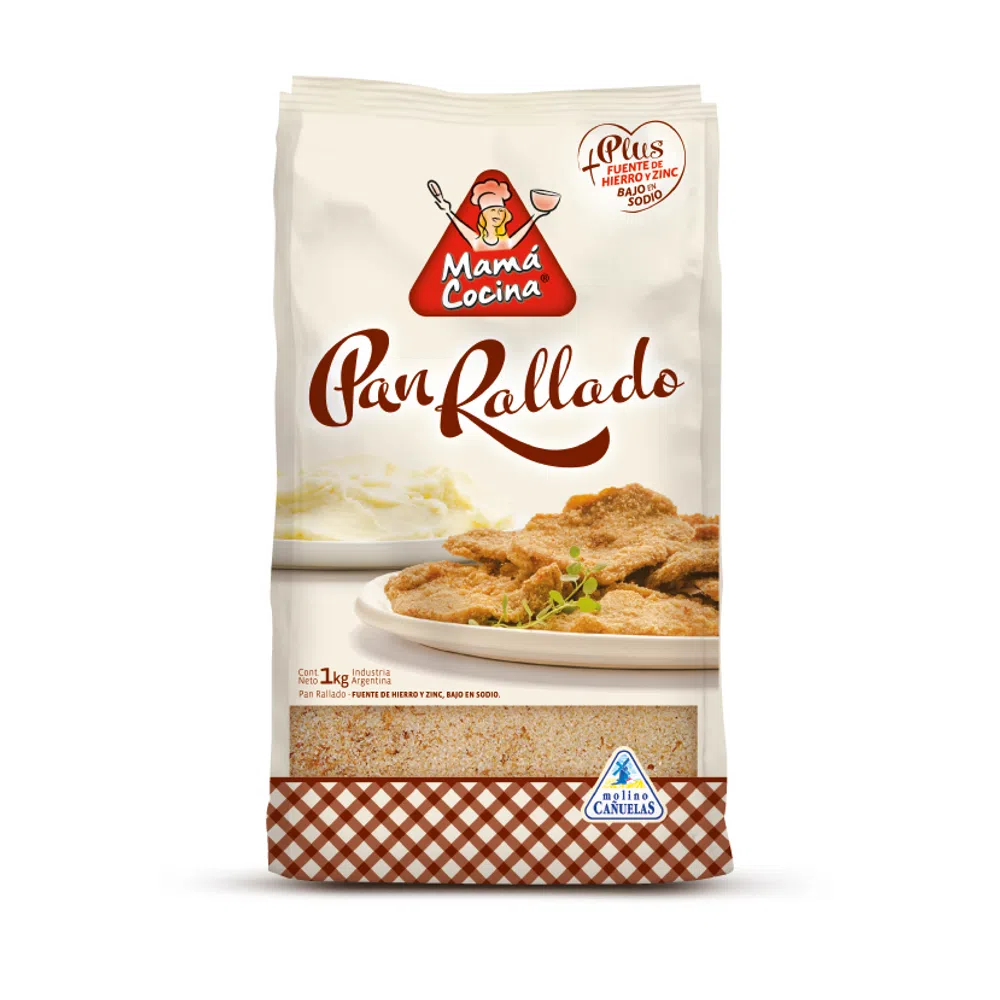 +Plus
FUENTE DE
HIERRO Y ZINC
BAJO EN
SODIO
Mamá
Cocina®
Pan Rallado
Cont. Neto 1kg Industria Argentina
Pan Rallado - FUENTE DE HIERRO Y ZINC, BAJO EN SODIO.
molino
CAÑUELAS